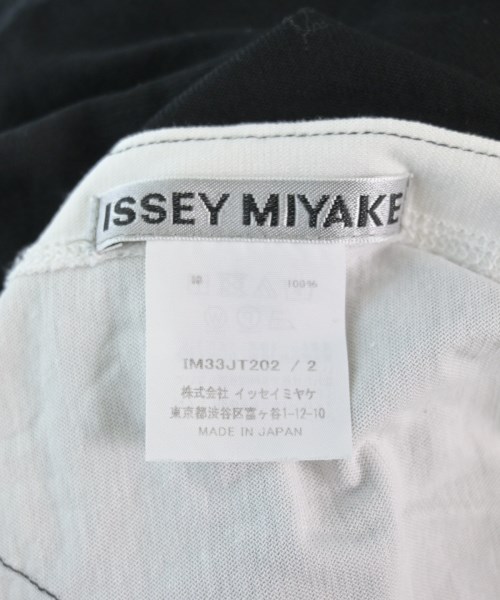 ISSEY MIYAKE
綿 100%
IM33JT202 / 2
株式会社 イッセイミヤケ
東京都渋谷区富ヶ谷1-12-10
MADE IN JAPAN